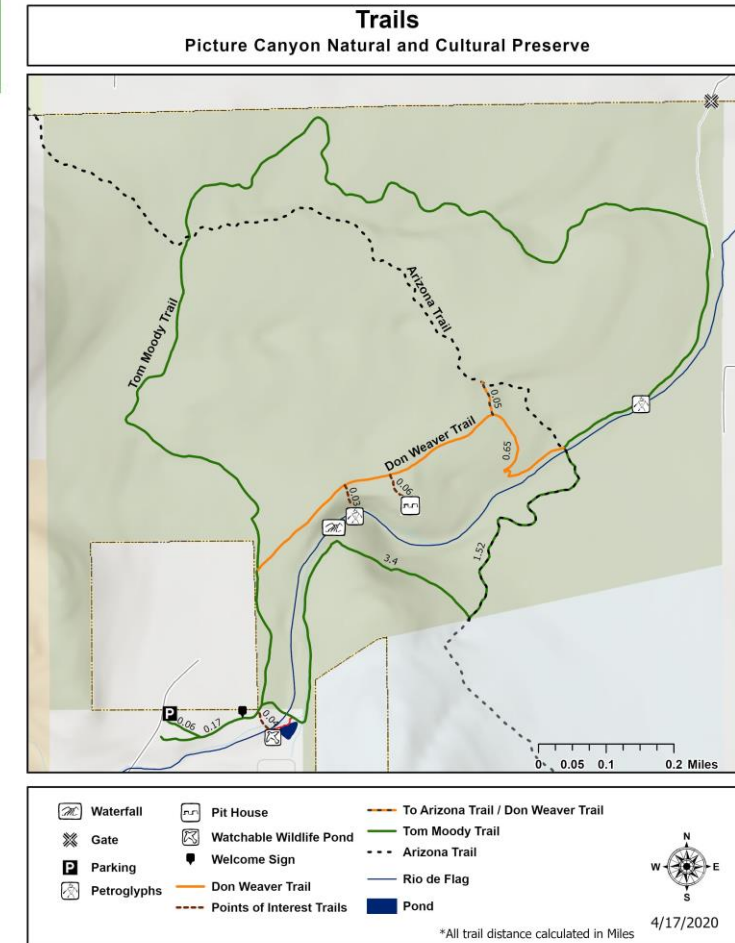 Trails
Picture Canyon Natural and Cultural Preserve
Tom Moody Trail
Arizona Trail
0.05
Don Weaver Trail
0.65
0.03
0.06
1.52
3.4
P
0.06
0.17
0.04
0 0.05 0.1 0.2 Miles
Waterfall
Gate
P Parking
Petroglyphs
Pit House
Watchable Wildlife Pond
Welcome Sign
Don Weaver Trail
Points of Interest Trails
To Arizona Trail / Don Weaver Trail
Tom Moody Trail
Arizona Trail
Rio de Flag
Pond
N
W E
S
*All trail distance calculated in Miles
4/17/2020